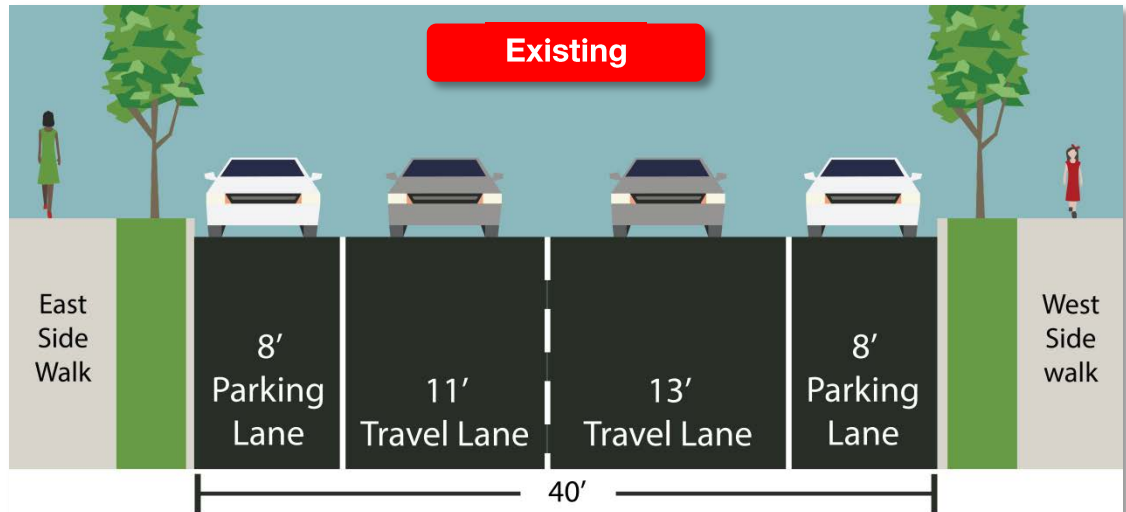 Existing
East
Side
Walk
8’
Parking
Lane
11’
Travel Lane
13’
Travel Lane
8’
Parking
Lane
West
Side
walk
40’